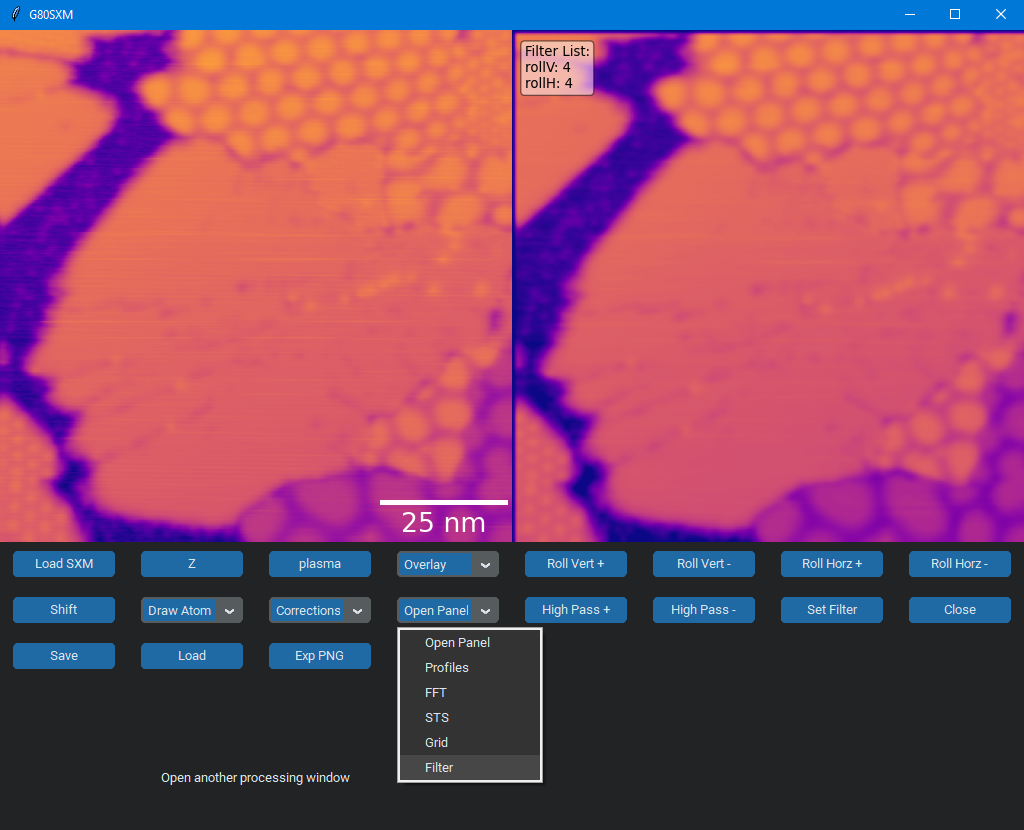 G80SXM
Filter List:
rollV: 4
rollH: 4
25 nm
Load SXM
Z
plasma
Overlay
Roll Vert +
Roll Vert -
Roll Horz +
Roll Horz -
Shift
Draw Atom
Corrections
Open Panel
High Pass +
High Pass -
Set Filter
Close
Save
Load
Exp PNG
Open Panel
Profiles
FFT
STS
Grid
Filter
Open another processing window